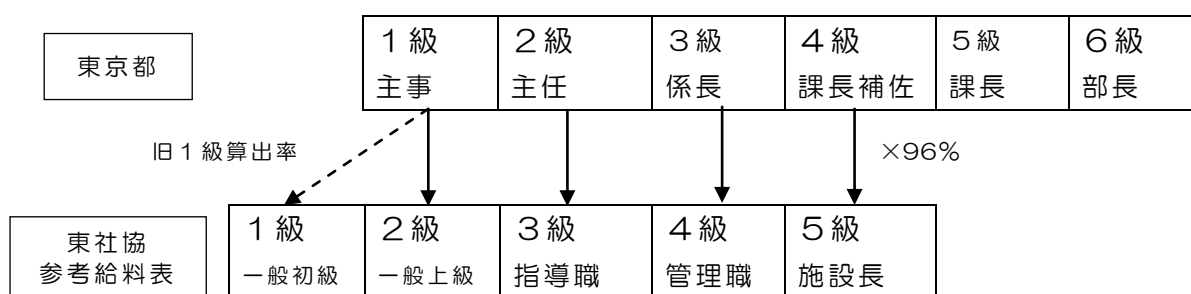 東京都
1級 2級 3級 4級 5級 6級
主事 主任 係長 課長補佐 課長 部長
旧1級算出率
×96%
東社協
参考給料表
1級 2級 3級 4級 5級
一般初級 一般上級 指導職 管理職 施設長